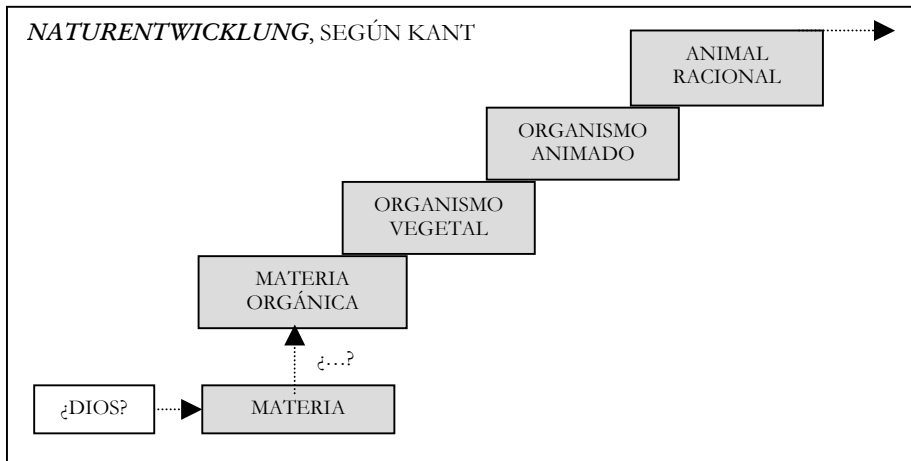 NATURENTWICKLUNG, SEGÚN KANT
ANIMAL
RACIONAL
ORGANISMO
ANIMADO
ORGANISMO
VEGETAL
MATERIA
ORGÁNICA
¿…?
¿DIOS?
MATERIA